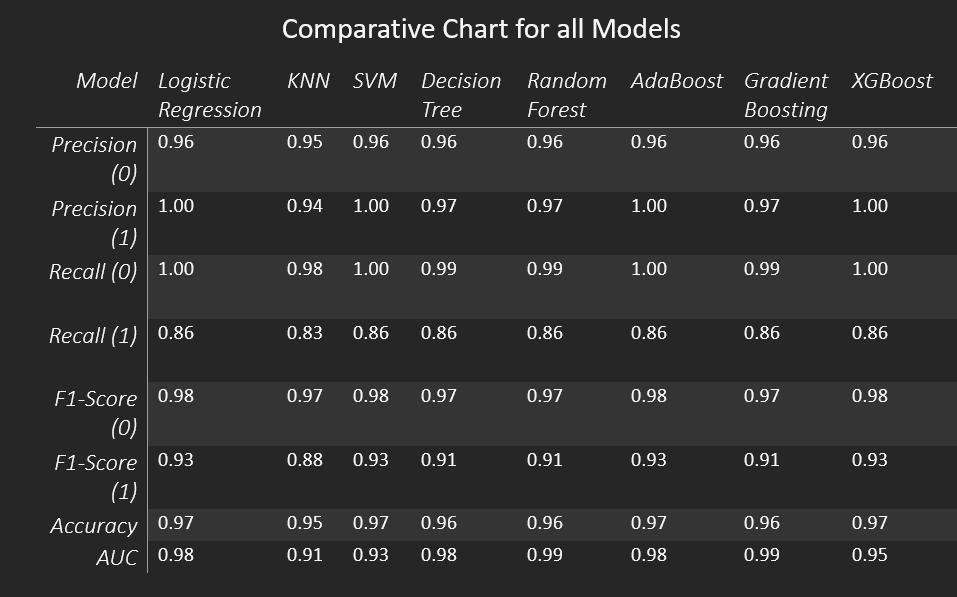 Comparative Chart for all Models
Model Logistic Regression KNN SVM Decision Tree Random Forest AdaBoost Gradient Boosting XGBoost
Precision (0) 0.96 0.95 0.96 0.96 0.96 0.96 0.96 0.96
Precision (1) 1.00 0.94 1.00 0.97 0.97 1.00 0.97 1.00
Recall (0) 1.00 0.98 1.00 0.99 0.99 1.00 0.99 1.00
Recall (1) 0.86 0.83 0.86 0.86 0.86 0.86 0.86 0.86
F1-Score (0) 0.98 0.97 0.98 0.97 0.97 0.98 0.97 0.98
F1-Score (1) 0.93 0.88 0.93 0.91 0.91 0.93 0.91 0.93
Accuracy 0.97 0.95 0.97 0.96 0.96 0.97 0.96 0.97
AUC 0.98 0.91 0.93 0.98 0.99 0.98 0.99 0.95